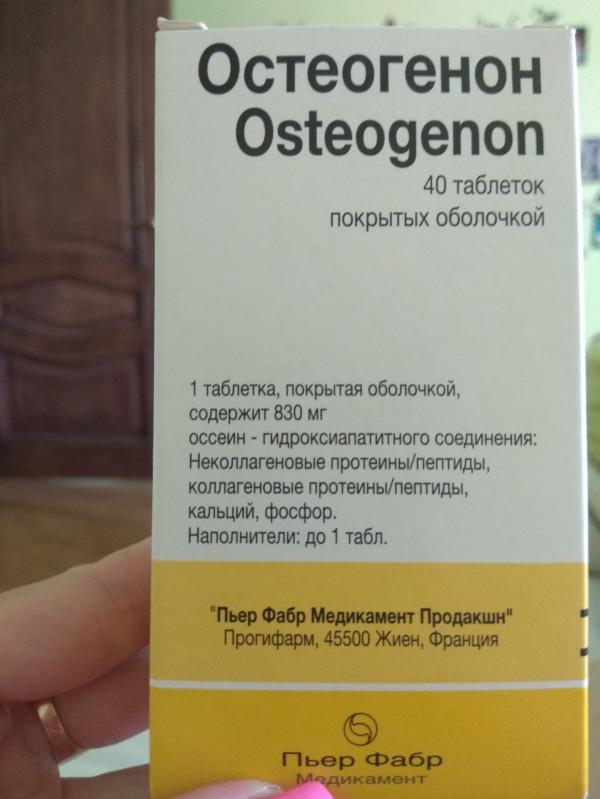 Остеогенон
Osteogenon
40 таблеток
покрытых оболочкой
1 таблетка, покрытая оболочкой,
содержит 830 мг
оссеин - гидроксиапатитного соединения:
Неколлагеновые протеины/пептиды,
коллагеновые протеины/пептиды,
кальций, фосфор.
Наполнители: до 1 табл.
"Пьер Фабр Медикамент Продакшн"
Прогифарм, 45500 Жиен, Франция
Пьер Фабр
Медикамент